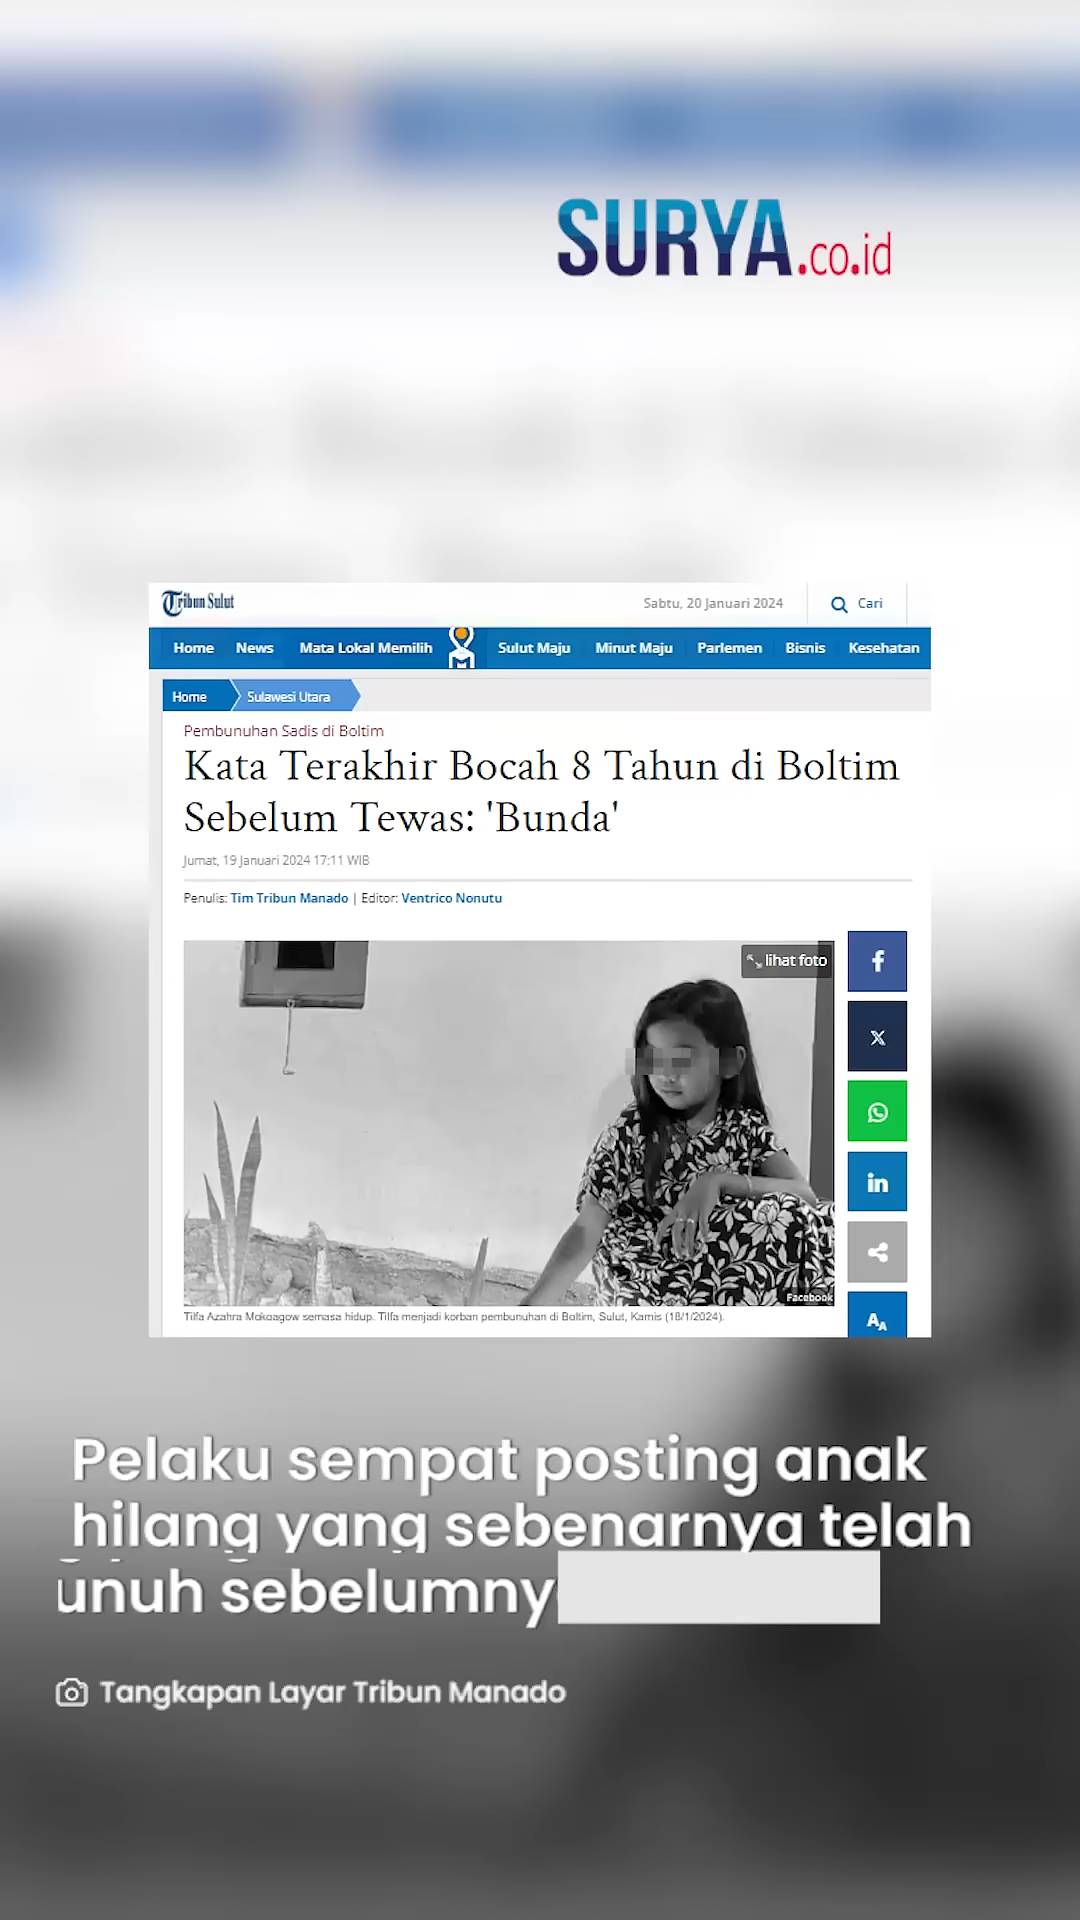 SURYA.co.id
Tribun Sulut
Sabtu, 20 Januari 2024
Cari
Home News Mata Lokal Memilih Sulut Maju Minut Maju Parlemen Bisnis Kesehatan
Home Sulawesi Utara
Pembunuhan Sadis di Boltim
Kata Terakhir Bocah 8 Tahun di Boltim
Sebelum Tewas: 'Bunda'
Jumat, 19 Januari 2024 17:11 WIB
Penulis: Tim Tribun Manado | Editor: Ventrico Nonutu
lihat foto
Facebook
Tilfa Azahra Mokoagow semasa hidup. Tilfa menjadi korban pembunuhan di Boltim, Sulut, Kamis (18/1/2024).
AA
Pelaku sempat posting anak
hilang yang sebenarnya telah
unuh sebelumny
Tangkapan Layar Tribun Manado